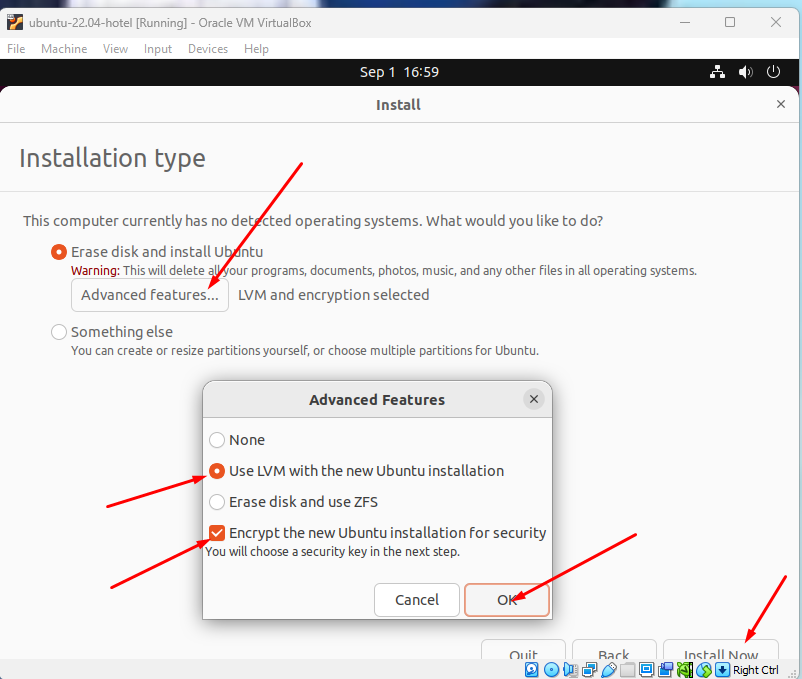 ubuntu-22.04-hotel [Running] - Oracle VM VirtualBox
File Machine View Input Devices Help
Sep 1 16:59
Install
Installation type
This computer currently has no detected operating systems. What would you like to do?
Erase disk and install Ubuntu
Warning: This will delete all your programs, documents, photos, music, and any other files in all operating systems.
Advanced features... LVM and encryption selected
Something else
You can create or resize partitions yourself, or choose multiple partitions for Ubuntu.
Advanced Features
None
Use LVM with the new Ubuntu installation
Erase disk and use ZFS
Encrypt the new Ubuntu installation for security
You will choose a security key in the next step.
Cancel OK
Quit Back Install Now
Right Ctrl